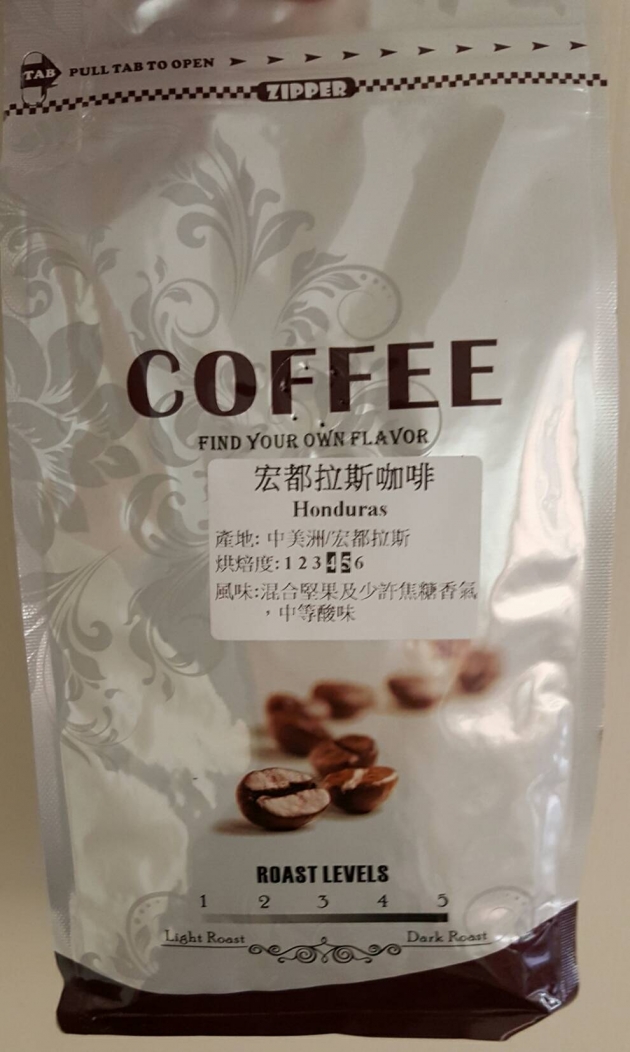 TAB PULL TAB TO OPEN
ZIPPER
COFFEE
FIND YOUR OWN FLAVOR
宏都拉斯咖啡
Honduras
產地: 中美洲/宏都拉斯
烘焙度:1 2 3 4 5 6
風味:混合堅果及少許焦糖香氣
，中等酸味
ROAST LEVELS
1 2 3 4 5
Light Roast Dark Roast